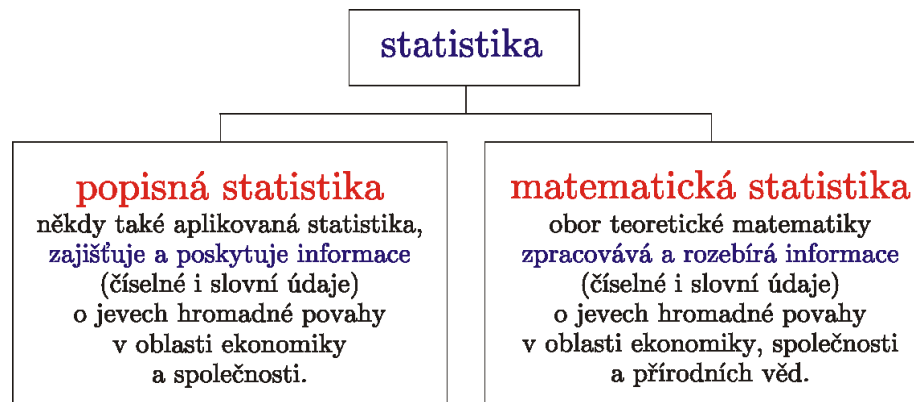 statistika
popisná statistika
někdy také aplikovaná statistika,
zajišťuje a poskytuje informace
(číselné i slovní údaje)
o jevech hromadné povahy
v oblasti ekonomiky
a společnosti.
matematická statistika
obor teoretické matematiky
zpracovává a rozebírá informace
(číselné i slovní údaje)
o jevech hromadné povahy
v oblasti ekonomiky, společnosti
a přírodních věd.